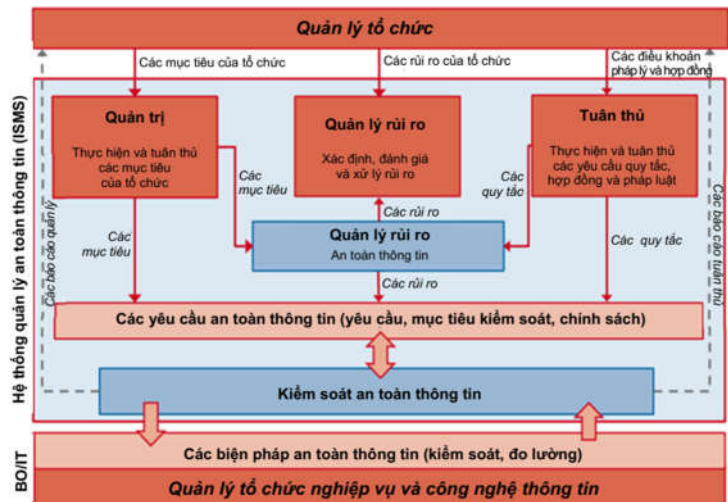 Quản lý tổ chức
Các mục tiêu của tổ chức
Các rủi ro của tổ chức
Các điều khoản
pháp lý và hợp đồng
Hệ thống quản lý an toàn thông tin (ISMS)
Quản trị
Thực hiện và tuân thủ
các mục tiêu
của tổ chức
Quản lý rủi ro
Xác định, đánh giá
và xử lý rủi ro
Tuân thủ
Thực hiện và tuân thủ
các yêu cầu quy tắc,
hợp đồng và pháp luật
Các
mục tiêu
Các
quy tắc
Các rủi ro
Quản lý rủi ro
An toàn thông tin
Các
mục tiêu
Các rủi ro
Các quy tắc
Các báo cáo quản lý
Các báo cáo tuân thủ
Các yêu cầu an toàn thông tin (yêu cầu, mục tiêu kiểm soát, chính sách)
Kiểm soát an toàn thông tin
BO/IT
Các biện pháp an toàn thông tin (kiểm soát, đo lường)
Quản lý tổ chức nghiệp vụ và công nghệ thông tin